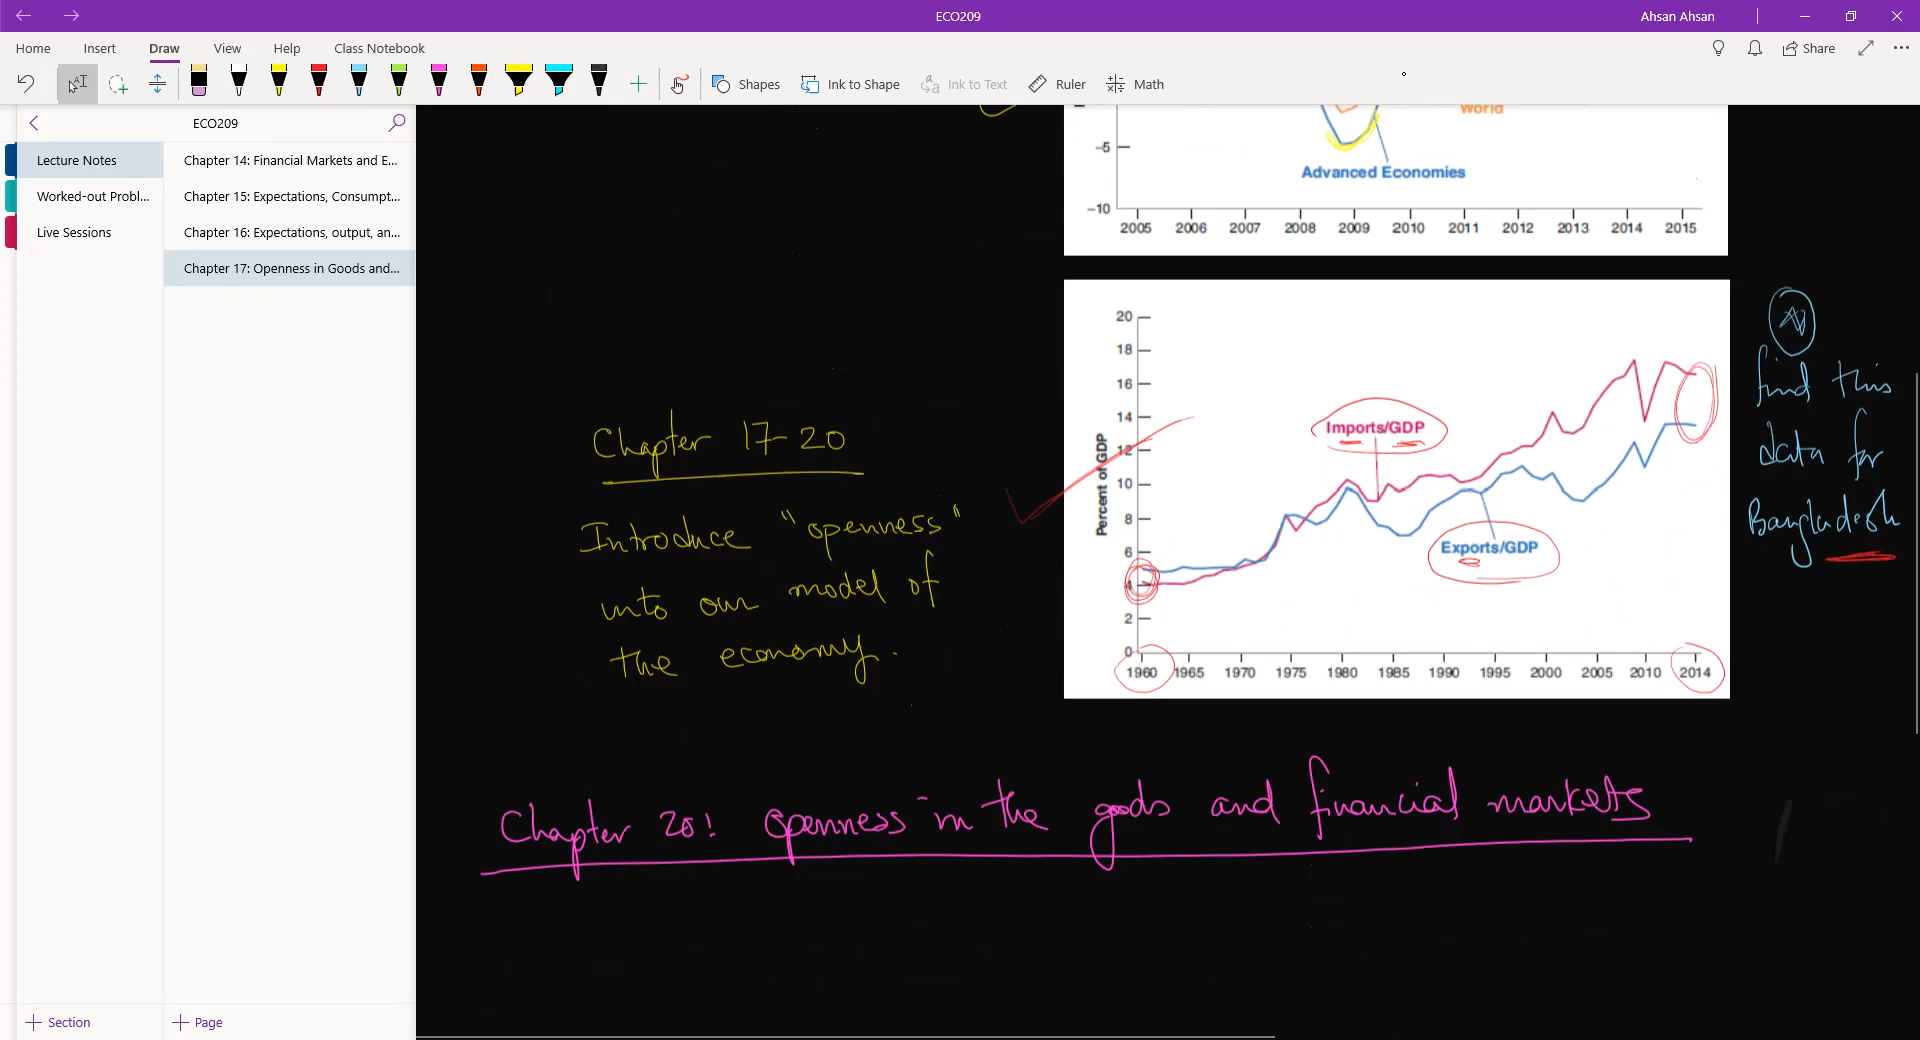 ECO209
Ahsan Ahsan
Home Insert Draw View Help Class Notebook
Share
Shapes Ink to Shape Ink to Text Ruler Math
ECO209
Lecture Notes
Worked-out Probl...
Live Sessions
Chapter 14: Financial Markets and E...
Chapter 15: Expectations, Consumpt...
Chapter 16: Expectations, output, an...
Chapter 17: Openness in Goods and...
World
-5
Advanced Economies
-10
2005 2006 2007 2008 2009 2010 2011 2012 2013 2014 2015
Chapter 17-20
Introduce "openness"
into our model of
the economy.
Percent of GDP
20
18
16
14
12
10
8
6
4
2
0
Imports/GDP
Exports/GDP
1960 1965 1970 1975 1980 1985 1990 1995 2000 2005 2010 2014
find this
data for
Bangladesh
Chapter 20: Openness in the goods and financial markets
Section
Page